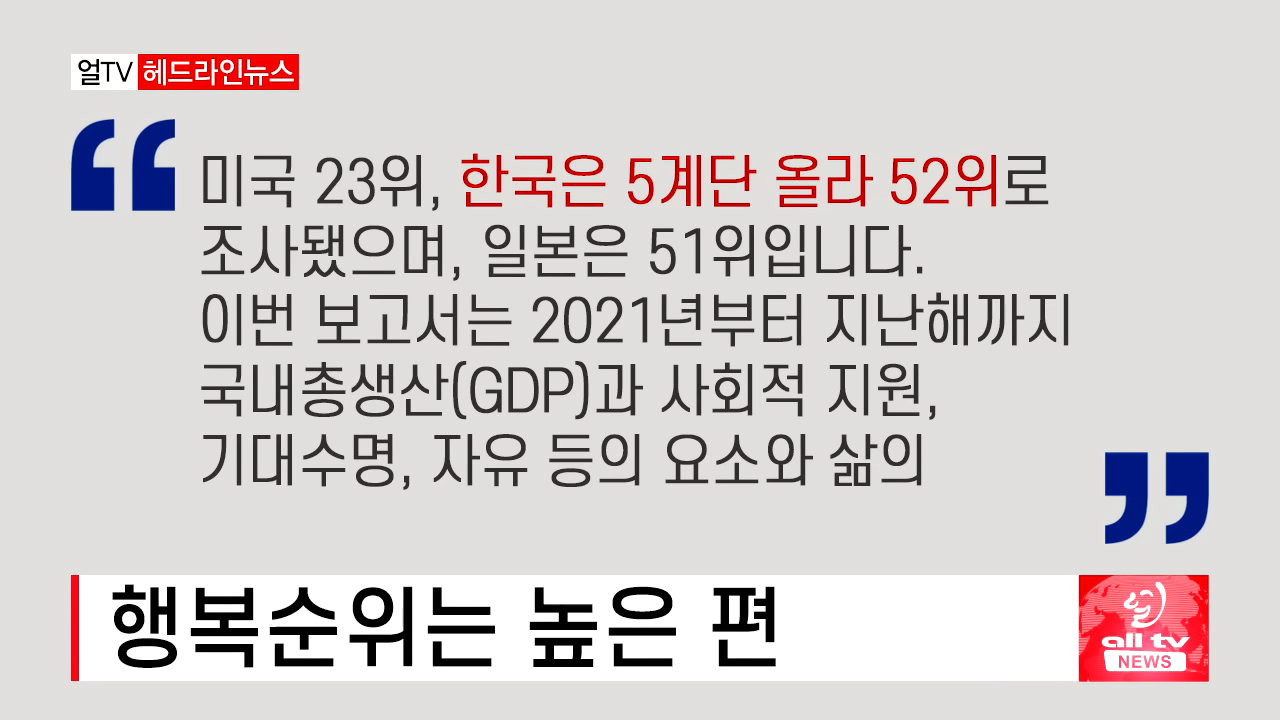 얼TV 헤드라인뉴스
미국 23위, 한국은 5계단 올라 52위로
조사됐으며, 일본은 51위입니다.
이번 보고서는 2021년부터 지난해까지
국내총생산(GDP)과 사회적 지원,
기대수명, 자유 등의 요소와 삶의
행복순위는 높은 편
얼
all tv
NEWS